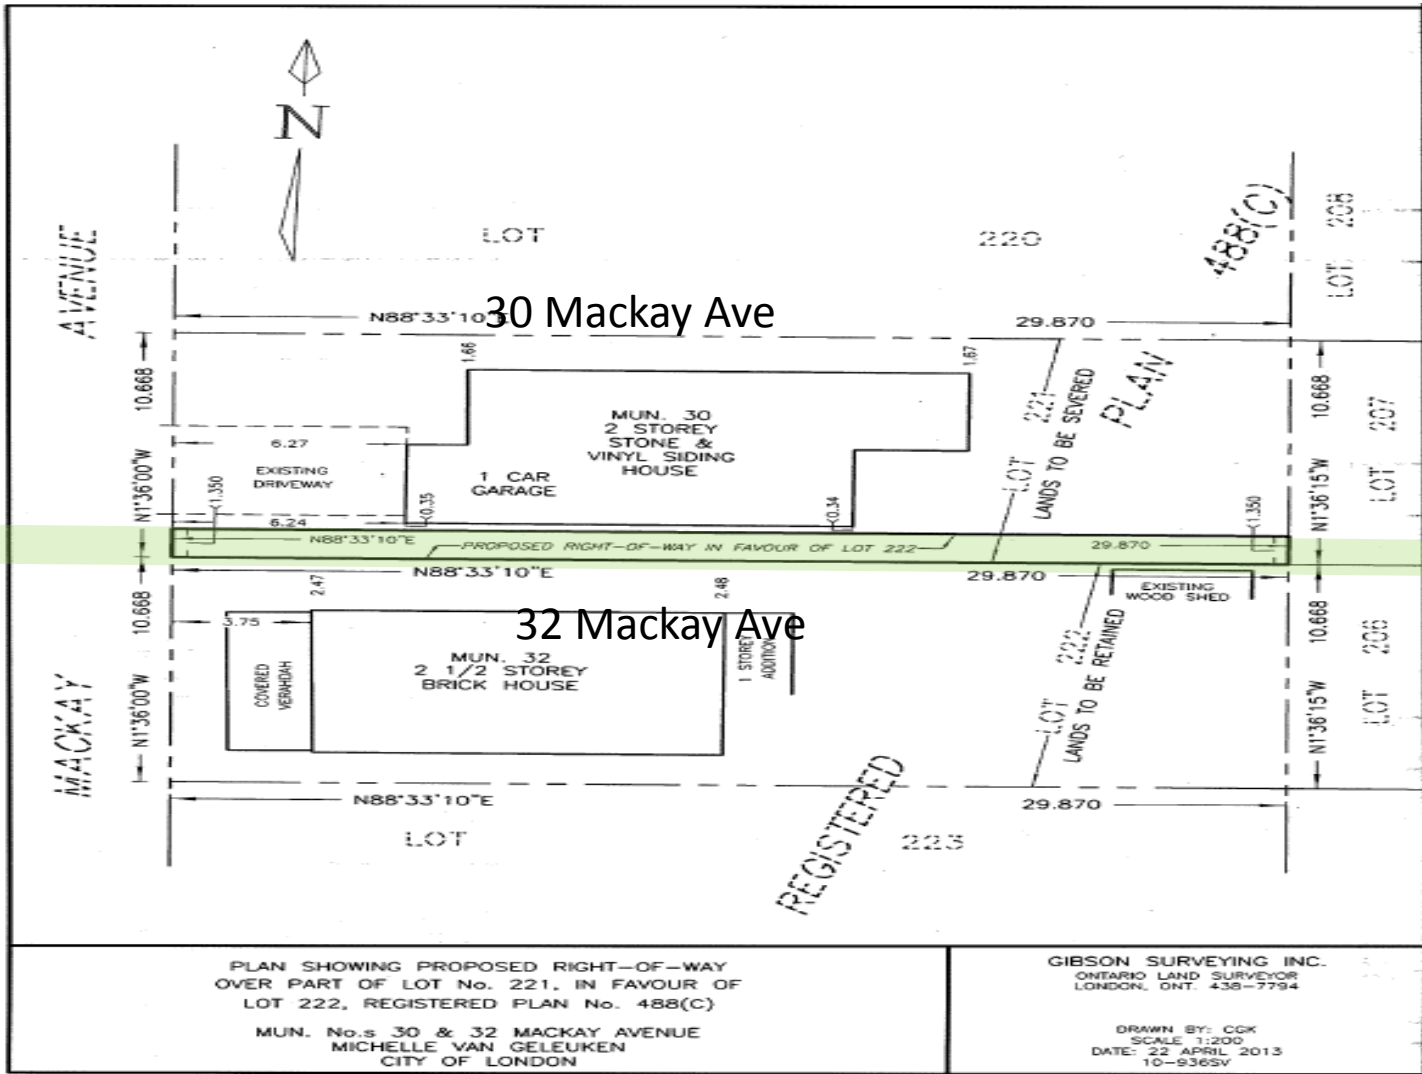 N
AVENUE
LOT 220
488(C)
LOT 208
N88°33'10"E
30 Mackay Ave
29.870
10.668
1.66
1.67
MUN. 30
2 STOREY
STONE &
VINYL SIDING
HOUSE
LOT 221
LANDS TO BE SEVERED
PLAN
10.668
LOT 207
6.27
EXISTING
DRIVEWAY
1 CAR
GARAGE
N1°36'00"W
N1°36'15"W
1.350
6.24
0.35
0.34
1.350
N88°33'10"E
PROPOSED RIGHT-OF-WAY IN FAVOUR OF LOT 222
29.870
N88°33'10"E
29.870
2.47
2.48
EXISTING
WOOD SHED
10.668
3.75
32 Mackay Ave
10.668
COVERED
VERANDAH
MUN. 32
2 1/2 STOREY
BRICK HOUSE
1 STOREY
ADDITION
LOT 222
LANDS TO BE RETAINED
LOT 206
MACKAY
N1°36'00"W
N1°36'15"W
N88°33'10"E
29.870
LOT 223
REGISTERED
PLAN SHOWING PROPOSED RIGHT-OF-WAY
OVER PART OF LOT No. 221, IN FAVOUR OF
LOT 222, REGISTERED PLAN No. 488(C)
MUN. No.s 30 & 32 MACKAY AVENUE
MICHELLE VAN GELEUKEN
CITY OF LONDON
GIBSON SURVEYING INC.
ONTARIO LAND SURVEYOR
LONDON, ONT. 438-7794
DRAWN BY: CGK
SCALE 1:200
DATE: 22 APRIL 2013
10-936SV